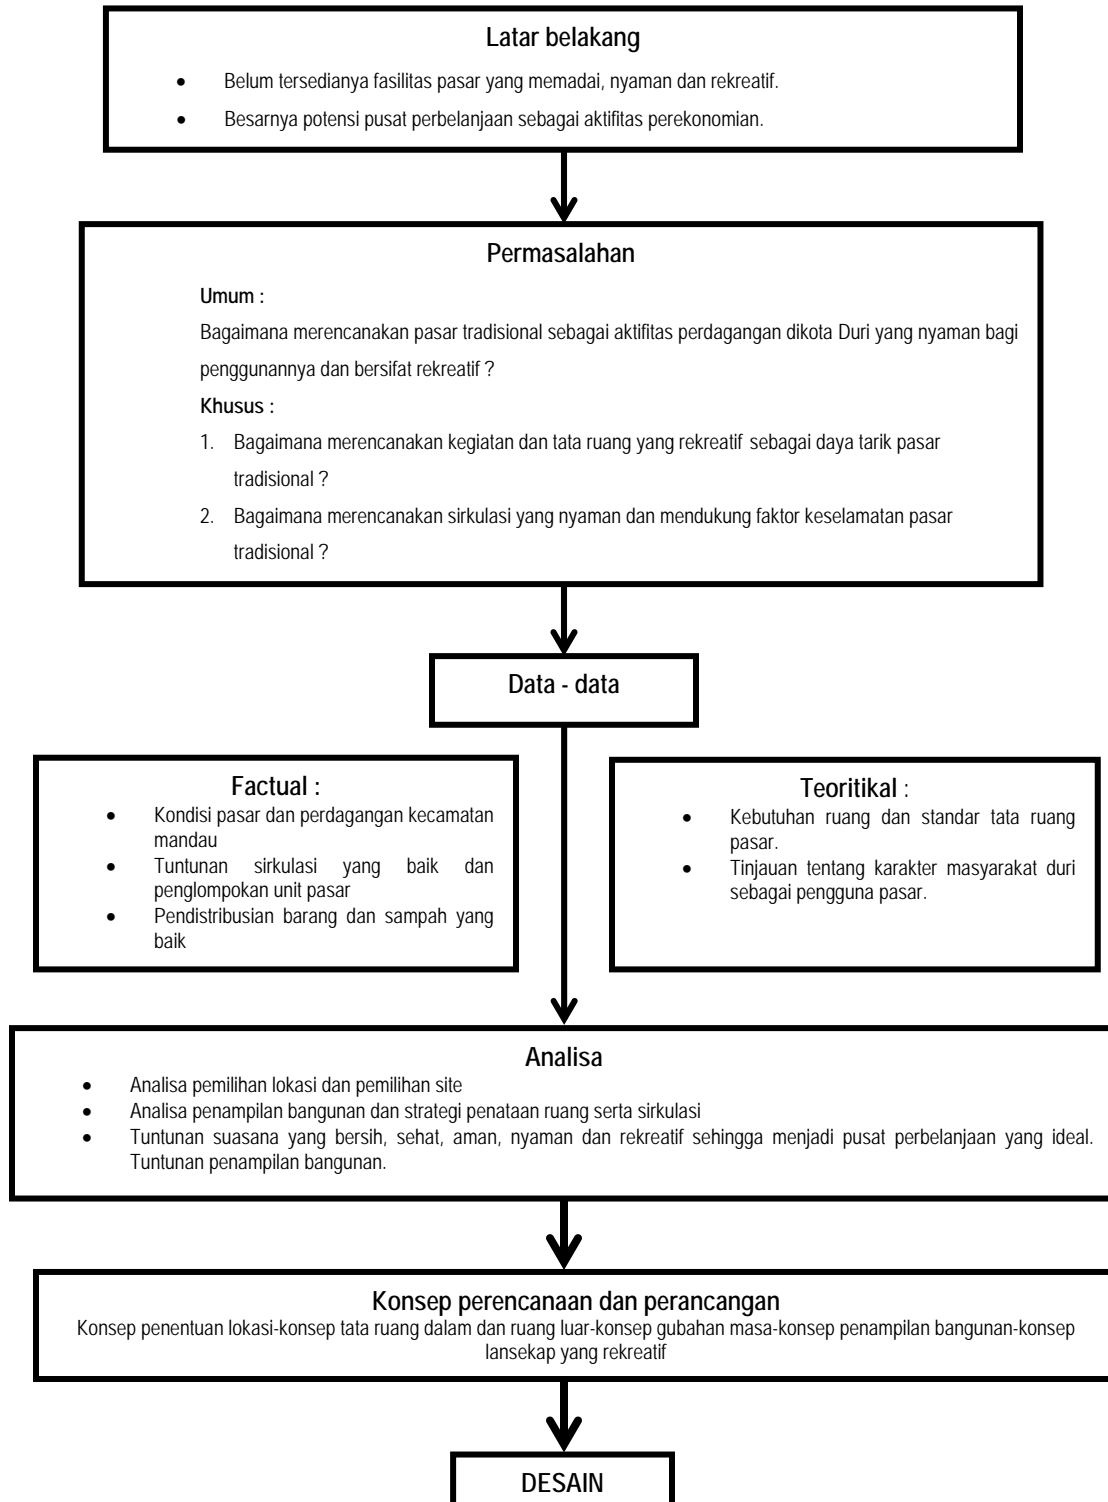 Latar belakang
• Belum tersedianya fasilitas pasar yang memadai, nyaman dan rekreatif.
• Besarnya potensi pusat perbelanjaan sebagai aktifitas perekonomian.
Permasalahan
Umum :
Bagaimana merencanakan pasar tradisional sebagai aktifitas perdagangan dikota Duri yang nyaman bagi
penggunannya dan bersifat rekreatif ?
Khusus :
1. Bagaimana merencanakan kegiatan dan tata ruang yang rekreatif sebagai daya tarik pasar
tradisional ?
2. Bagaimana merencanakan sirkulasi yang nyaman dan mendukung faktor keselamatan pasar
tradisional ?
Data - data
Factual :
• Kondisi pasar dan perdagangan kecamatan
mandau
• Tuntunan sirkulasi yang baik dan
penglompokan unit pasar
• Pendistribusian barang dan sampah yang
baik
Teoritikal :
• Kebutuhan ruang dan standar tata ruang
pasar.
• Tinjauan tentang karakter masyarakat duri
sebagai pengguna pasar.
Analisa
• Analisa pemilihan lokasi dan pemilihan site
• Analisa penampilan bangunan dan strategi penataan ruang serta sirkulasi
• Tuntunan suasana yang bersih, sehat, aman, nyaman dan rekreatif sehingga menjadi pusat perbelanjaan yang ideal.
Tuntunan penampilan bangunan.
Konsep perencanaan dan perancangan
Konsep penentuan lokasi-konsep tata ruang dalam dan ruang luar-konsep gubahan masa-konsep penampilan bangunan-konsep
lansekap yang rekreatif
DESAIN